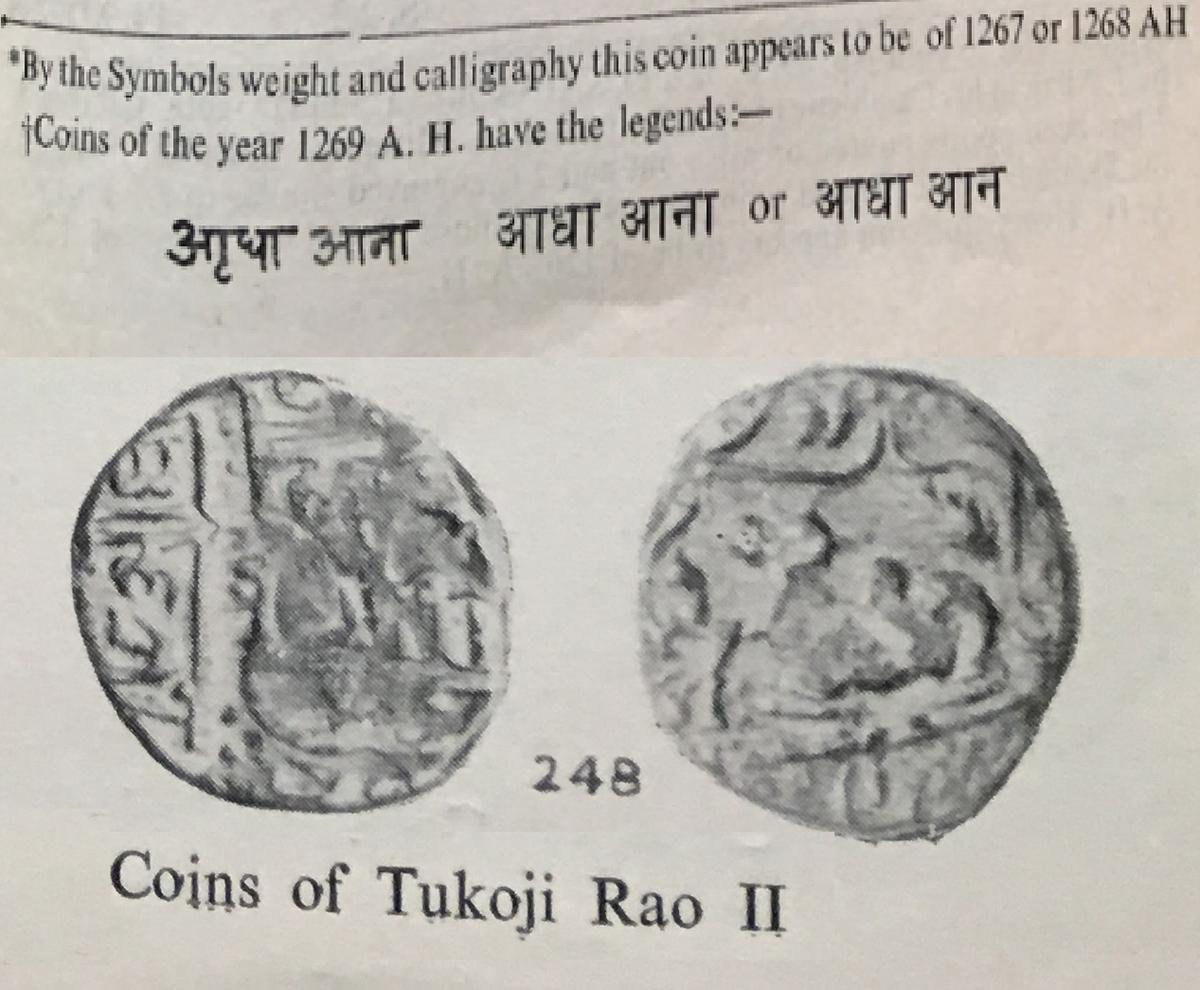 *By the Symbols weight and calligraphy this coin appears to be of 1267 or 1268 AH
†Coins of the year 1269 A. H. have the legends:—
आृधा आना आधा आना or आधा आन
248
Coins of Tukoji Rao II